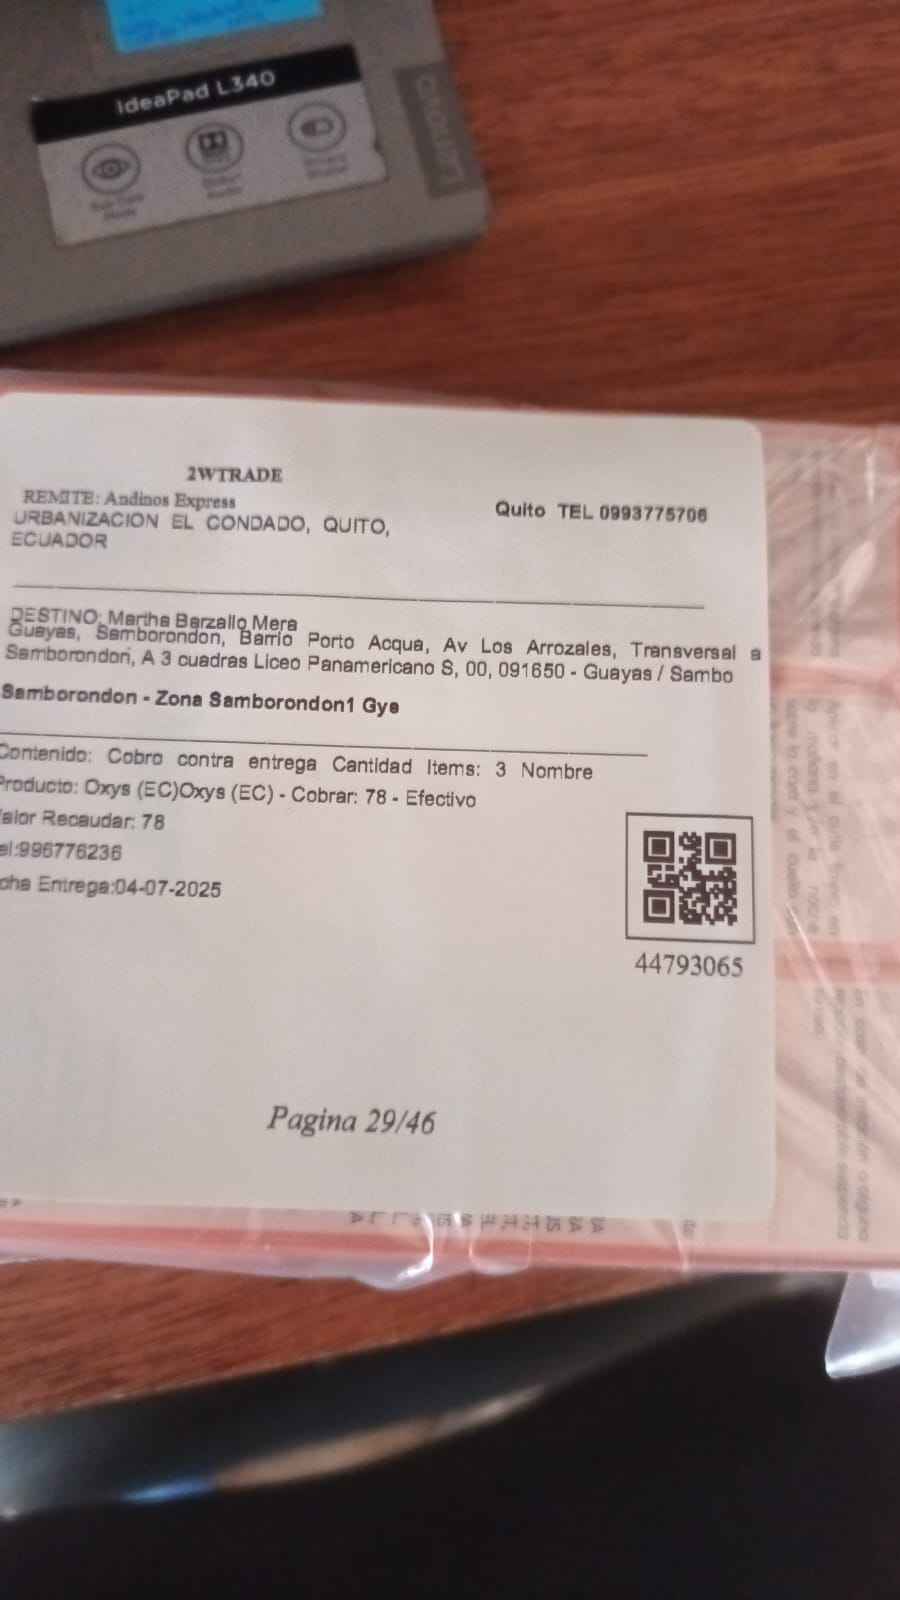 IdeaPad L340
Lenovo
2WTRADE
REMITE: Andinos Express
URBANIZACION EL CONDADO, QUITO,
ECUADOR
Quito TEL 0993775706
DESTINO: Martha Barzallo Mera
Guayas, Samborondon, Barrio Porto Acqua, Av Los Arrozales, Transversal a
Samborondon, A 3 cuadras Liceo Panamericano S, 00, 091650 - Guayas / Sambo
Samborondon - Zona Samborondon1 Gye
Contenido: Cobro contra entrega Cantidad Items: 3 Nombre
Producto: Oxys (EC)Oxys (EC) - Cobrar: 78 - Efectivo
alor Recaudar: 78
el:996776236
cha Entrega:04-07-2025
44793065
Pagina 29/46